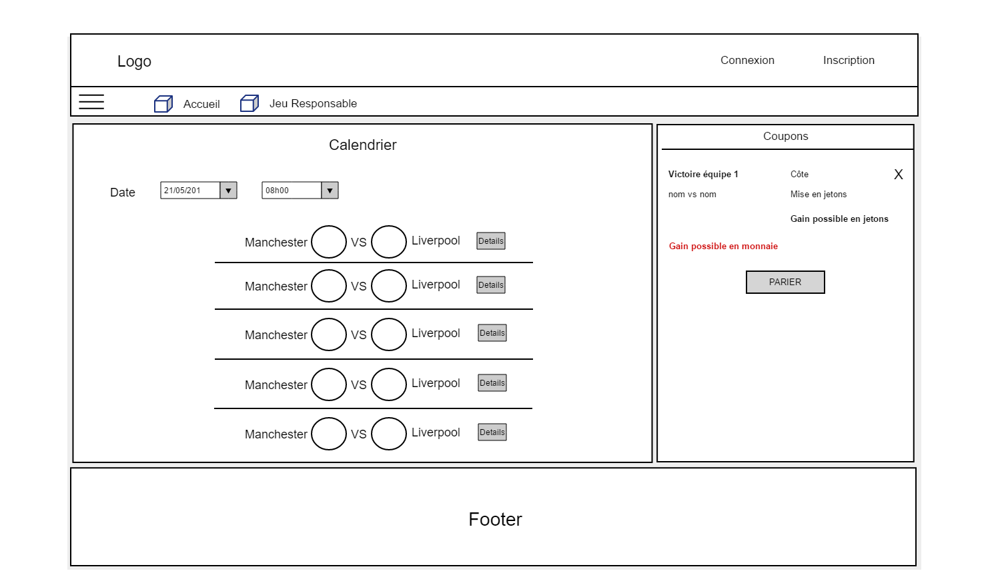 Logo
Connexion
Inscription
Accueil
Jeu Responsable
Calendrier
Date
21/05/201
08h00
Manchester VS Liverpool Details
Manchester VS Liverpool Details
Manchester VS Liverpool Details
Manchester VS Liverpool Details
Manchester VS Liverpool Details
Coupons
Victoire équipe 1 Côte X
nom vs nom Mise en jetons
Gain possible en jetons
Gain possible en monnaie
PARIER
Footer